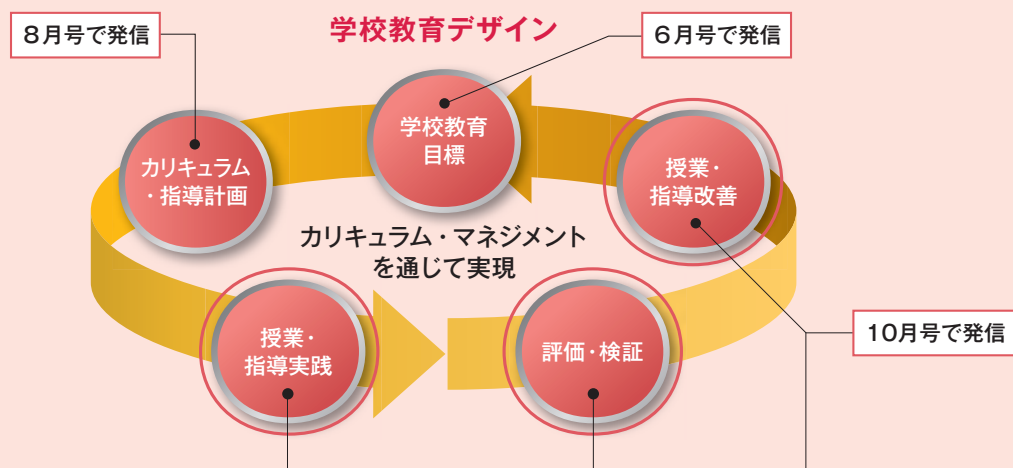 学校教育デザイン
8月号で発信
6月号で発信
学校教育
目標
カリキュラム
・指導計画
授業・
指導改善
カリキュラム・マネジメント
を通じて実現
授業・
指導実践
評価・検証
10月号で発信